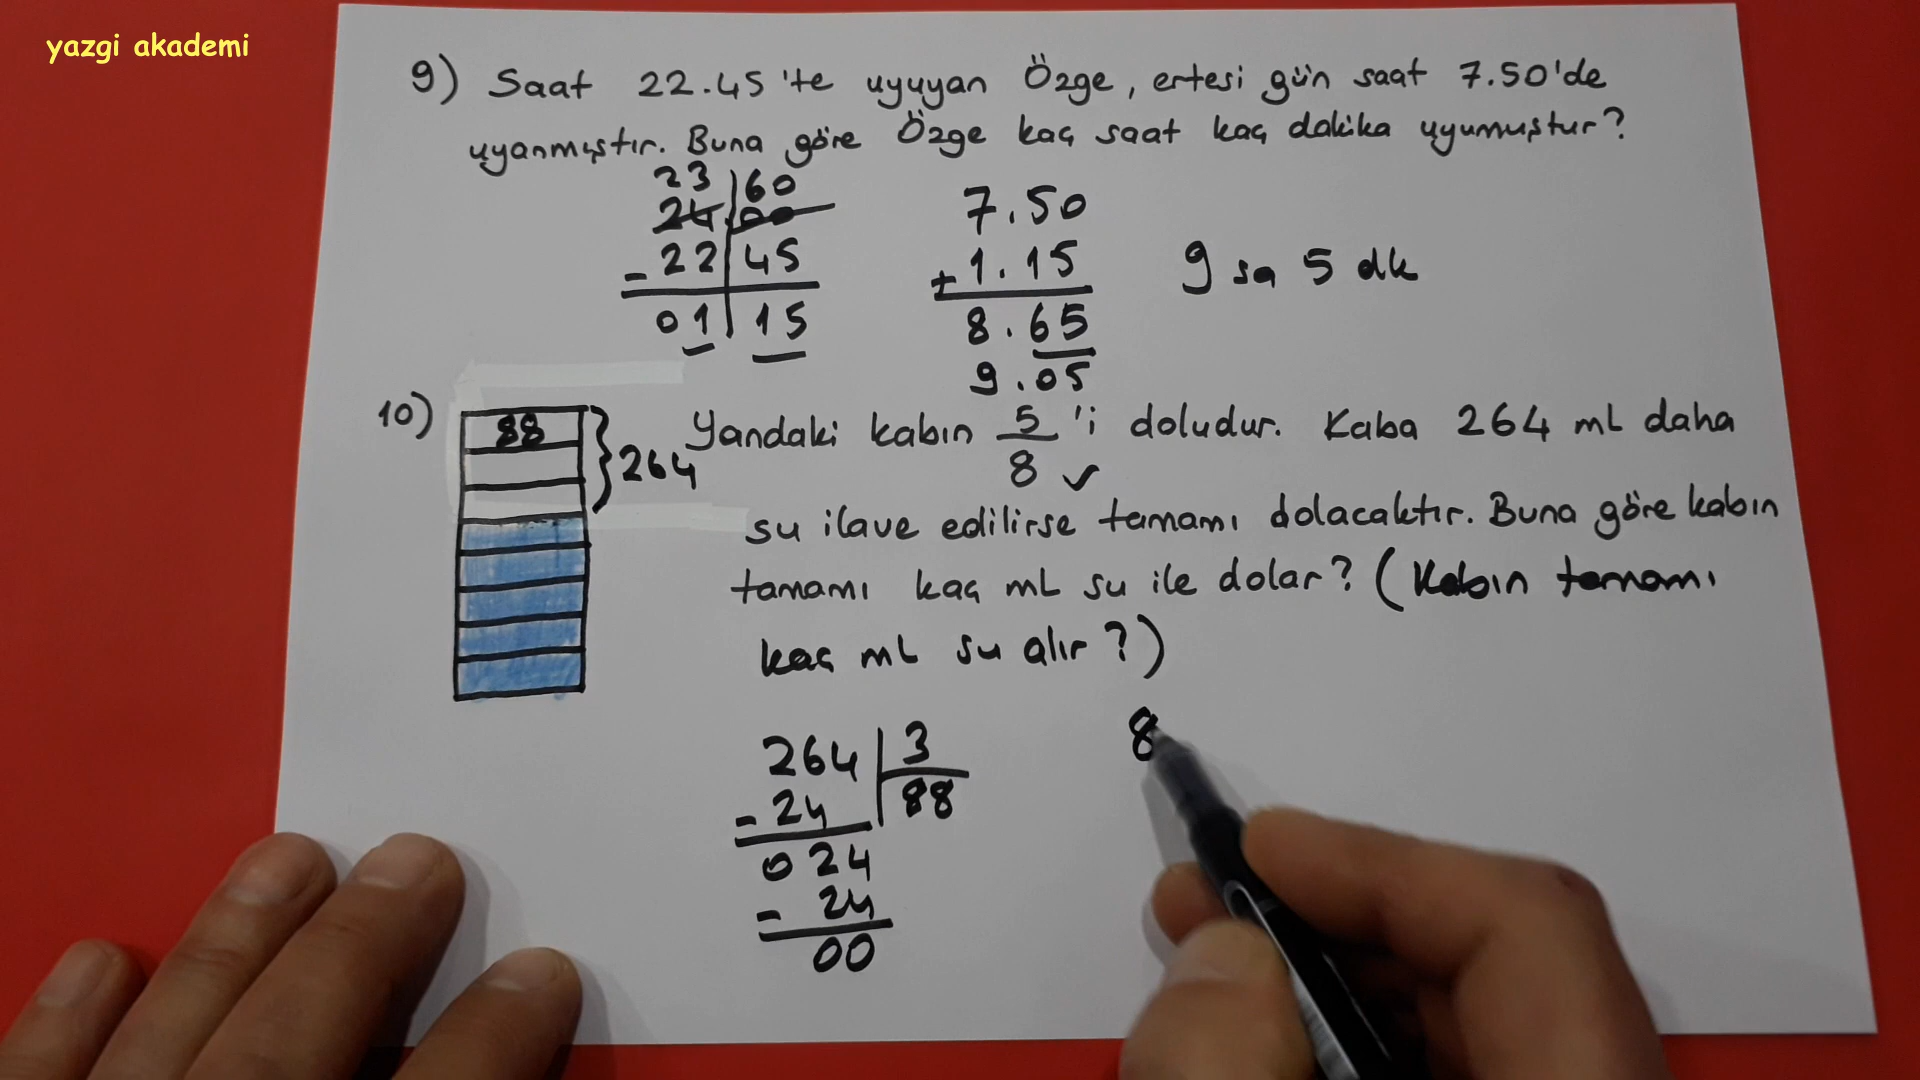 yazgi akademi
9) Saat 22.45'te uyuyan Özge, ertesi gün saat 7.50'de
uyanmıştır. Buna göre Özge kaç saat kaç dakika uyumuştur?
23 | 60
24 | 00
- 22 | 45
01 | 15
7.50
+ 1.15
8.65
9.05
9 sa 5 dk
10)
88
264
Yandaki kabın 5/8'i doludur. Kaba 264 mL daha
su ilave edilirse tamamı dolacaktır. Buna göre kabın
tamamı kaç mL su ile dolar? (Kabın tamamı
kaç mL su alır?)
264 | 3
- 24 | 88
024
- 24
00
8